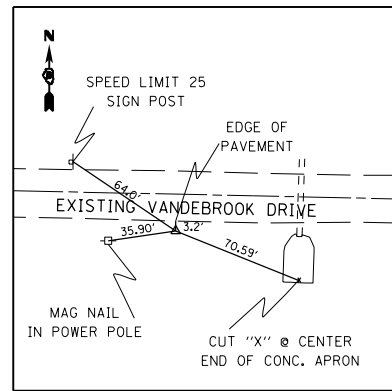 N
SPEED LIMIT 25
SIGN POST
EDGE OF
PAVEMENT
64.0'
EXISTING VANDEBROOK DRIVE
35.90'
3.2'
70.59'
MAG NAIL
IN POWER POLE
CUT "X" @ CENTER
END OF CONC. APRON